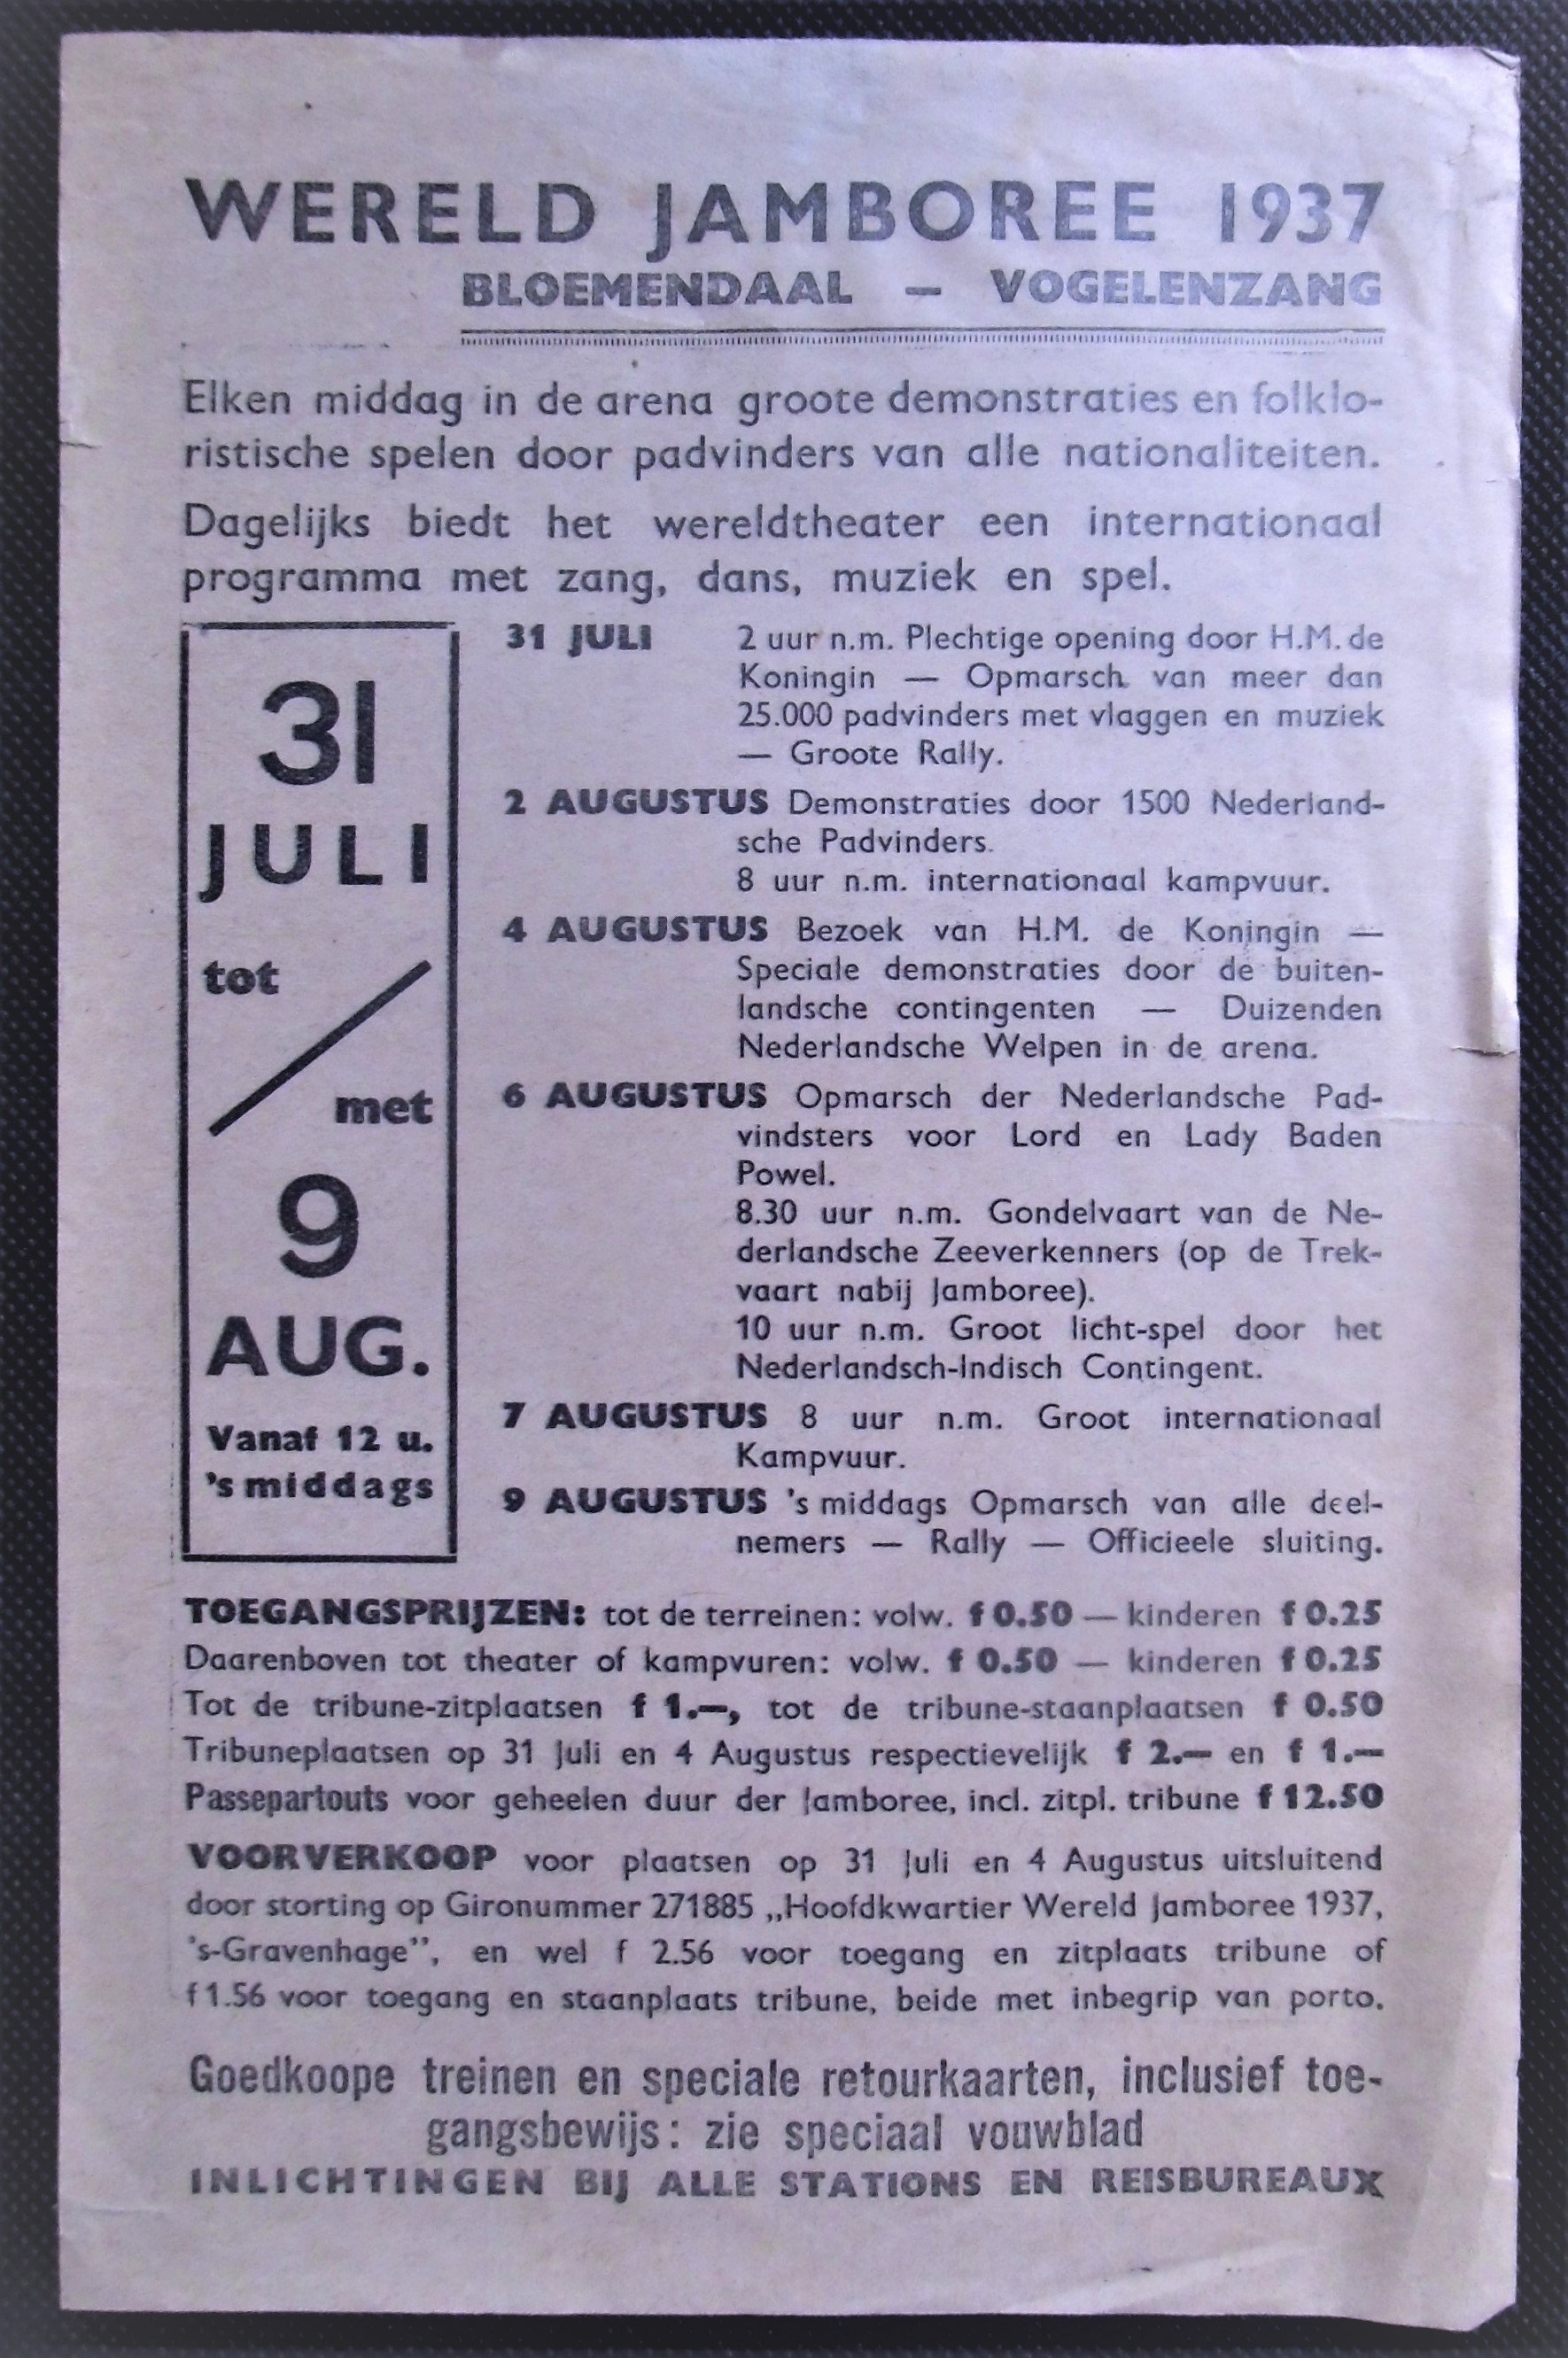 WERELD JAMBOREE 1937
BLOEMENDAAL — VOGELENZANG
Elken middag in de arena groote demonstraties en folklo-
ristische spelen door padvinders van alle nationaliteiten.
Dagelijks biedt het wereldtheater een internationaal
programma met zang, dans, muziek en spel.
31
JULI
tot
met
9
AUG.
Vanaf 12 u.
's middags
31 JULI 2 uur n.m. Plechtige opening door H.M. de
Koningin — Opmarsch van meer dan
25.000 padvinders met vlaggen en muziek
— Groote Rally.
2 AUGUSTUS Demonstraties door 1500 Nederland-
sche Padvinders.
8 uur n.m. internationaal kampvuur.
4 AUGUSTUS Bezoek van H.M. de Koningin —
Speciale demonstraties door de buiten-
landsche contingenten — Duizenden
Nederlandsche Welpen in de arena.
6 AUGUSTUS Opmarsch der Nederlandsche Pad-
vindsters voor Lord en Lady Baden
Powel.
8.30 uur n.m. Gondelvaart van de Ne-
derlandsche Zeeverkenners (op de Trek-
vaart nabij Jamboree).
10 uur n.m. Groot licht-spel door het
Nederlandsch-Indisch Contingent.
7 AUGUSTUS 8 uur n.m. Groot internationaal
Kampvuur.
9 AUGUSTUS 's middags Opmarsch van alle deel-
nemers — Rally — Officieele sluiting.
TOEGANGSPRIJZEN: tot de terreinen: volw. f 0.50 — kinderen f 0.25
Daarenboven tot theater of kampvuren: volw. f 0.50 — kinderen f 0.25
Tot de tribune-zitplaatsen f 1.—, tot de tribune-staanplaatsen f 0.50
Tribuneplaatsen op 31 Juli en 4 Augustus respectievelijk f 2.— en f 1.—
Passepartouts voor geheelen duur der Jamboree, incl. zitpl. tribune f 12.50
VOORVERKOOP voor plaatsen op 31 Juli en 4 Augustus uitsluitend
door storting op Gironummer 271885 „Hoofdkwartier Wereld Jamboree 1937,
's-Gravenhage”, en wel f 2.56 voor toegang en zitplaats tribune of
f 1.56 voor toegang en staanplaats tribune, beide met inbegrip van porto.
Goedkoope treinen en speciale retourkaarten, inclusief toe-
gangsbewijs: zie speciaal vouwblad
INLICHTINGEN BIJ ALLE STATIONS EN REISBUREAUX